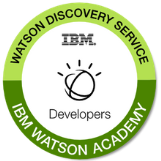 WATSON DISCOVERY SERVICE
IBM.
Developers
IBM WATSON ACADEMY